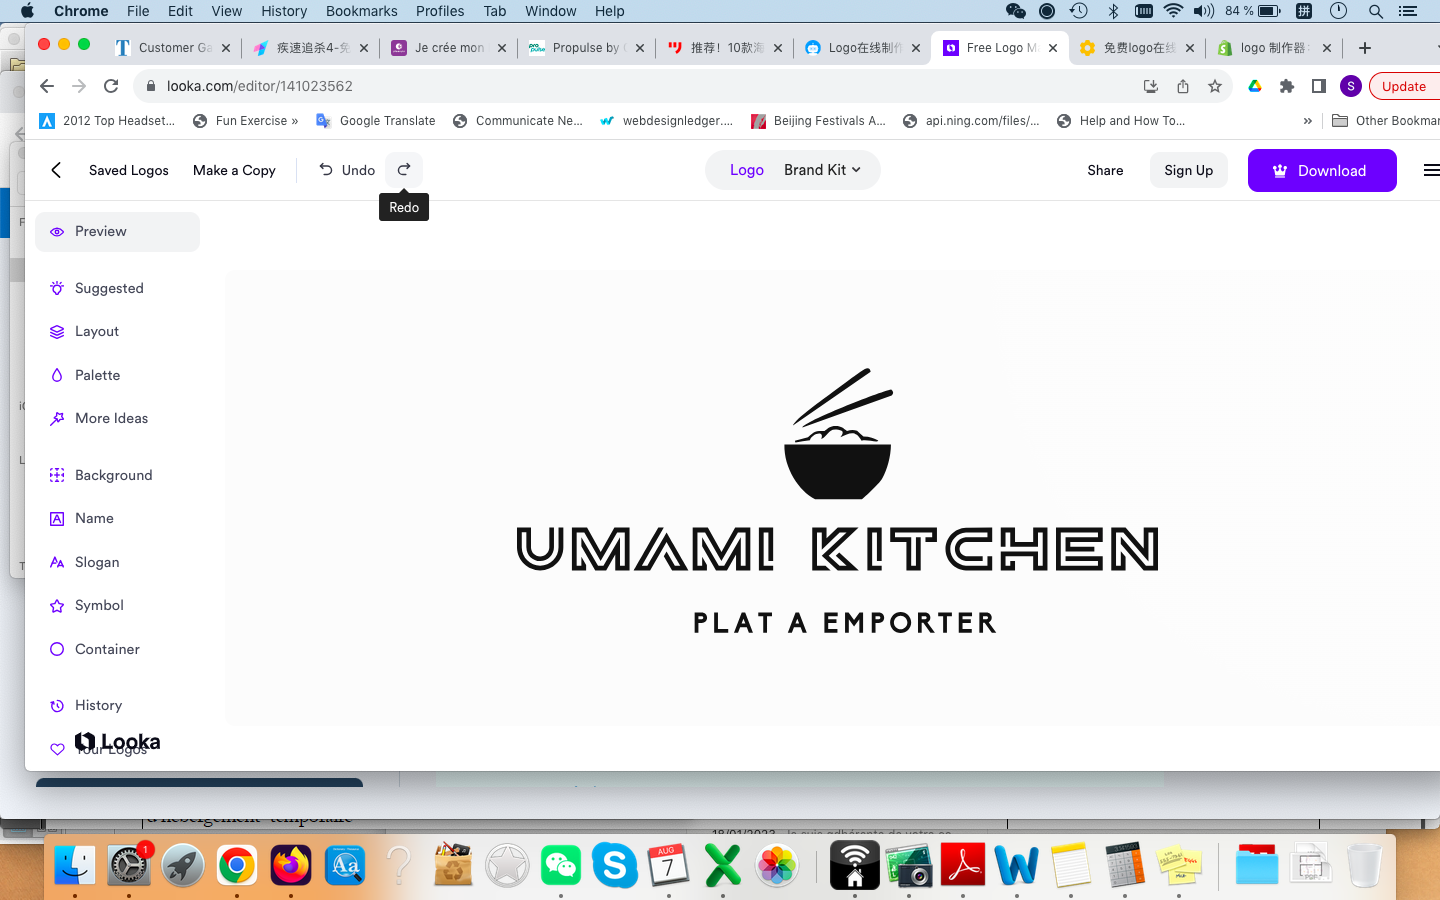 Chrome File Edit View History Bookmarks Profiles Tab Window Help 84 % 拼
Customer Ga
疾速追杀4-免
Je crée mon
Propulse by
推荐！10款海
Logo在线制作
Free Logo M
免费logo在线
logo 制作器:
looka.com/editor/141023562
S
Update
2012 Top Headset...
Fun Exercise »
Google Translate
Communicate Ne...
webdesignledger....
Beijing Festivals A...
api.ning.com/files/...
Help and How To...
»
Other Bookmar
Saved Logos
Make a Copy
Undo
Logo
Brand Kit
Share
Sign Up
Download
Redo
Preview
Suggested
Layout
Palette
More Ideas
Background
Name
Slogan
Symbol
Container
History
Your Logos
Looka
UMAMI KITCHEN
PLAT A EMPORTER
d'hébergement temporaire
18/01/2023
1
AUG
7